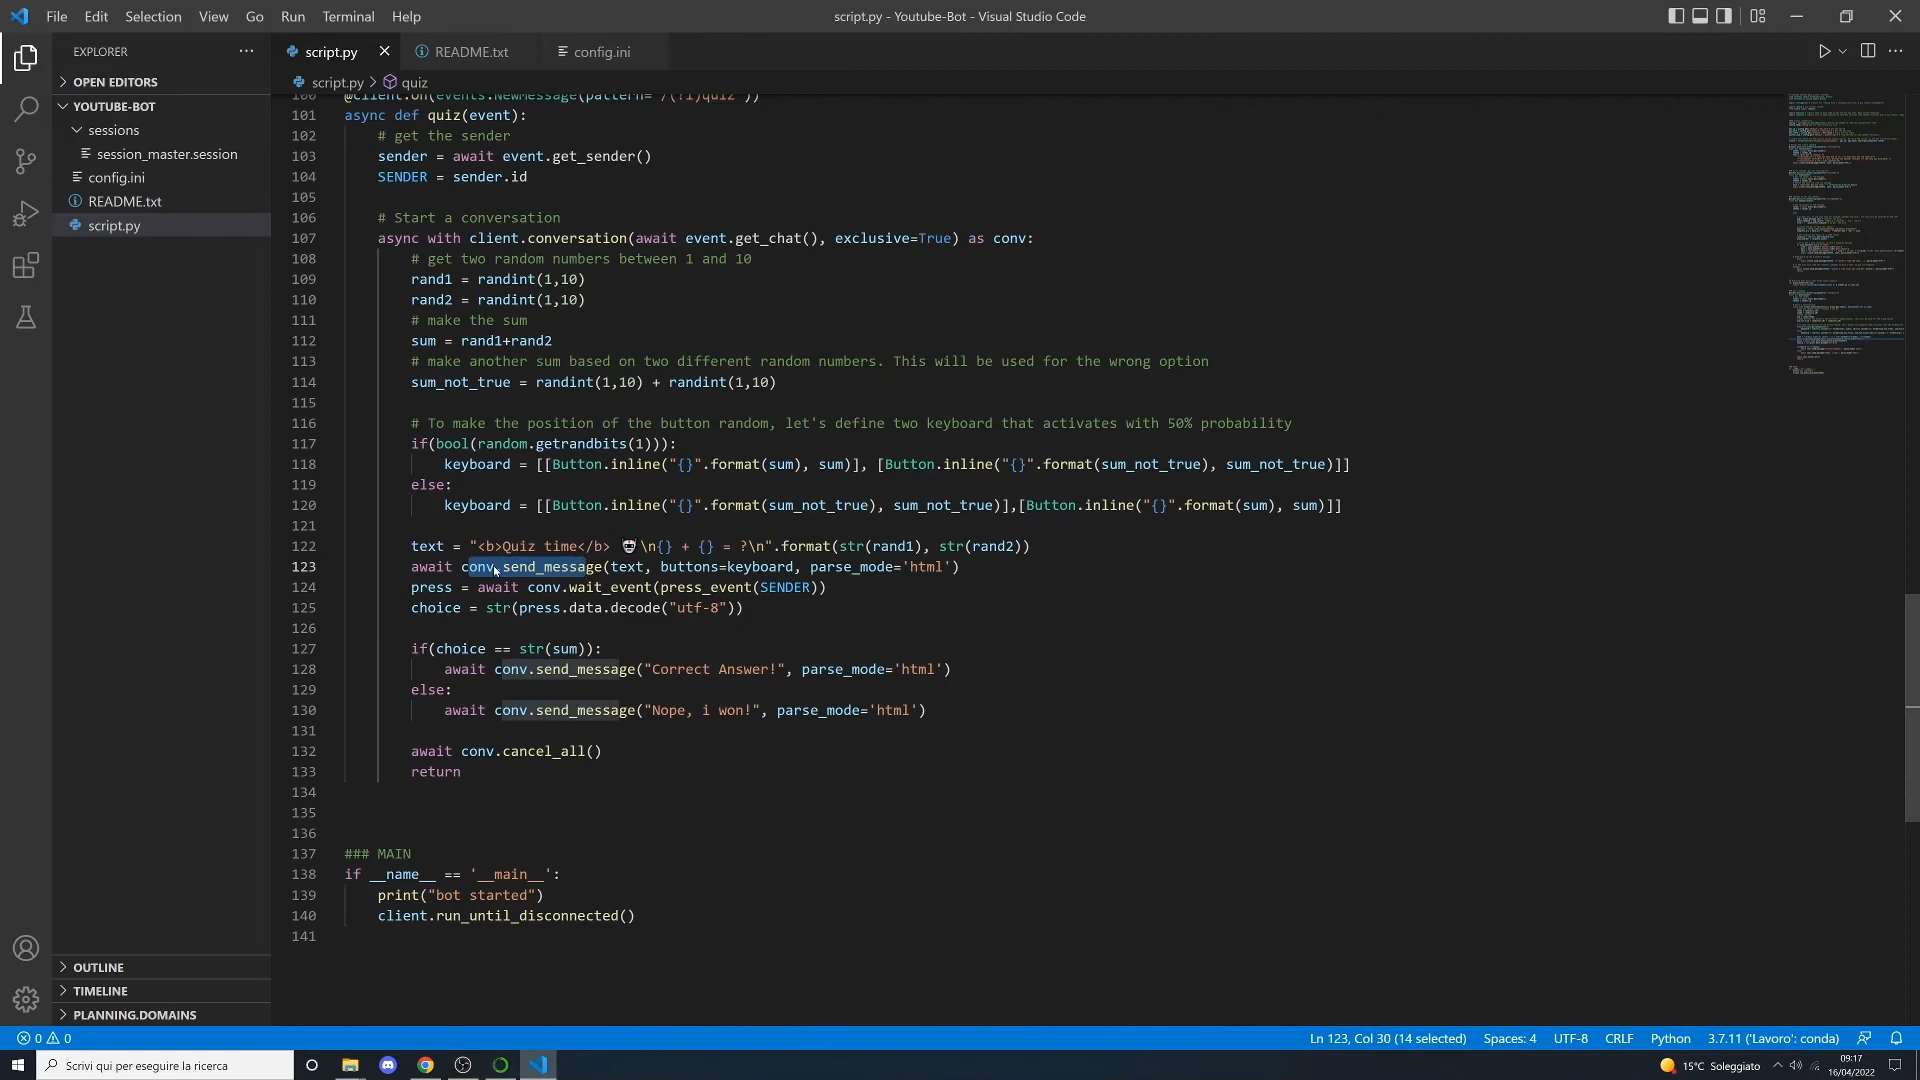 File Edit Selection View Go Run Terminal Help
script.py - Youtube-Bot - Visual Studio Code
EXPLORER
OPEN EDITORS
YOUTUBE-BOT
sessions
session_master.session
config.ini
README.txt
script.py
OUTLINE
TIMELINE
PLANNING.DOMAINS
script.py README.txt config.ini
script.py > quiz
100 @client.on(events.NewMessage(pattern='/(?i)quiz'))
101 async def quiz(event):
102 # get the sender
103 sender = await event.get_sender()
104 SENDER = sender.id
105
106 # Start a conversation
107 async with client.conversation(await event.get_chat(), exclusive=True) as conv:
108 # get two random numbers between 1 and 10
109 rand1 = randint(1,10)
110 rand2 = randint(1,10)
111 # make the sum
112 sum = rand1+rand2
113 # make another sum based on two different random numbers. This will be used for the wrong option
114 sum_not_true = randint(1,10) + randint(1,10)
115
116 # To make the position of the button random, let's define two keyboard that activates with 50% probability
117 if(bool(random.getrandbits(1))):
118 keyboard = [[Button.inline("{}".format(sum), sum)], [Button.inline("{}".format(sum_not_true), sum_not_true)]]
119 else:
120 keyboard = [[Button.inline("{}".format(sum_not_true), sum_not_true)],[Button.inline("{}".format(sum), sum)]]
121
122 text = "<b>Quiz time</b> 🤓\n{} + {} = ?\n".format(str(rand1), str(rand2))
123 await conv.send_message(text, buttons=keyboard, parse_mode='html')
124 press = await conv.wait_event(press_event(SENDER))
125 choice = str(press.data.decode("utf-8"))
126
127 if(choice == str(sum)):
128 await conv.send_message("Correct Answer!", parse_mode='html')
129 else:
130 await conv.send_message("Nope, i won!", parse_mode='html')
131
132 await conv.cancel_all()
133 return
134
135
136
137 ### MAIN
138 if __name__ == '__main__':
139 print("bot started")
140 client.run_until_disconnected()
141
0 0
Ln 123, Col 30 (14 selected) Spaces: 4 UTF-8 CRLF Python 3.7.11 ('Lavoro': conda)
Scrivi qui per eseguire la ricerca
15°C Soleggiato
09:17
16/04/2022